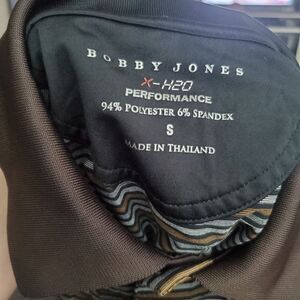 BOBBY JONES
X-H2O
PERFORMANCE
94% POLYESTER 6% SPANDEX
S
MADE IN THAILAND